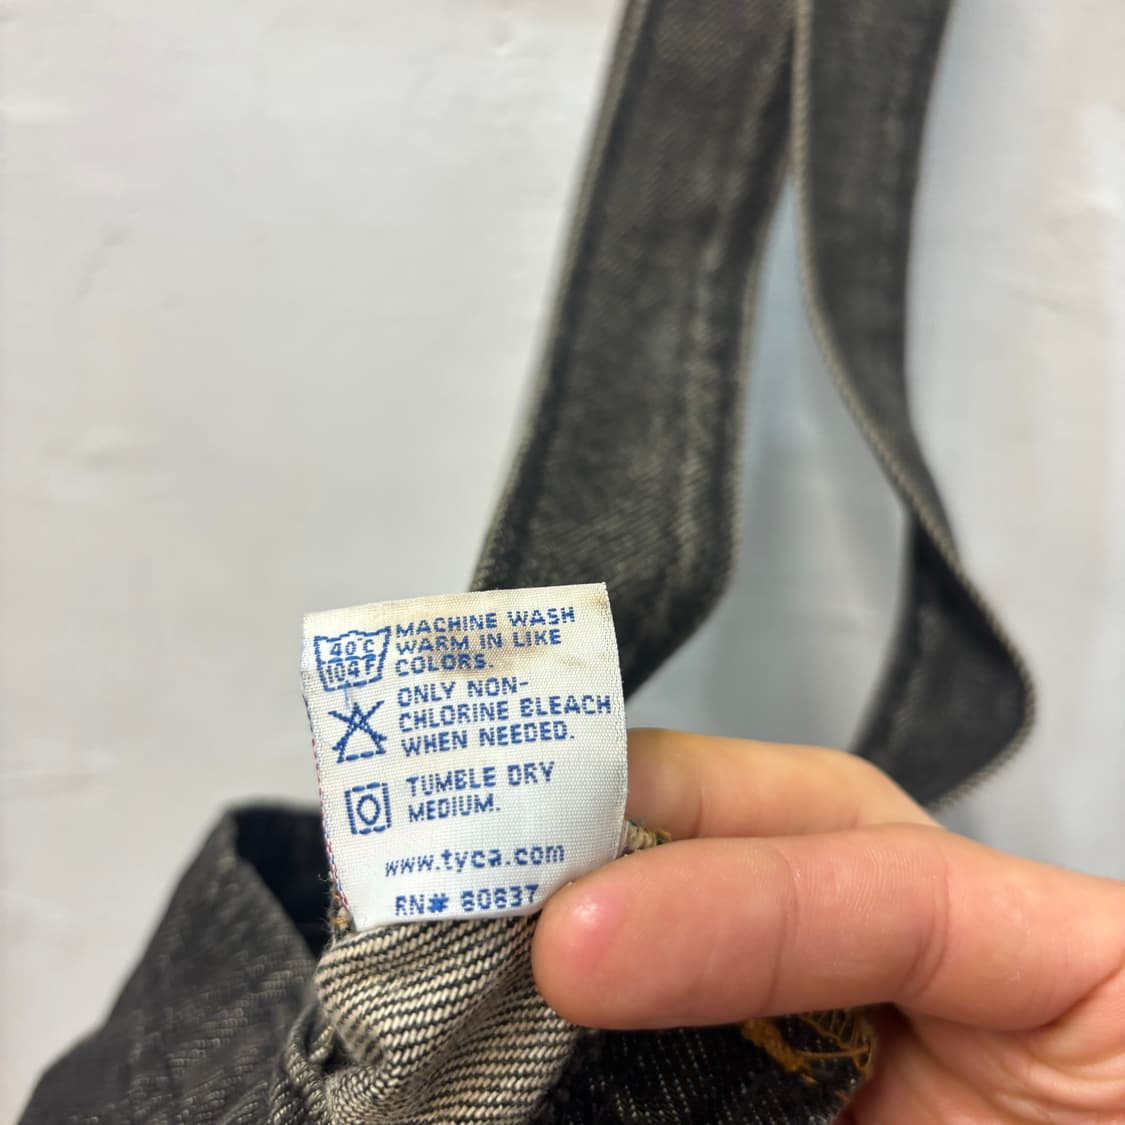 40°C
104 F
MACHINE WASH
WARM IN LIKE
COLORS.
ONLY NON-
CHLORINE BLEACH
WHEN NEEDED.
TUMBLE DRY
MEDIUM.
www.tyca.com
RN# 80837